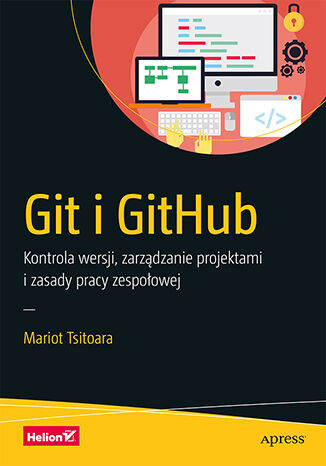 </>
Git i GitHub
Kontrola wersji, zarządzanie projektami
i zasady pracy zespołowej
—
Mariot Tsitoara
Helion
Apress®